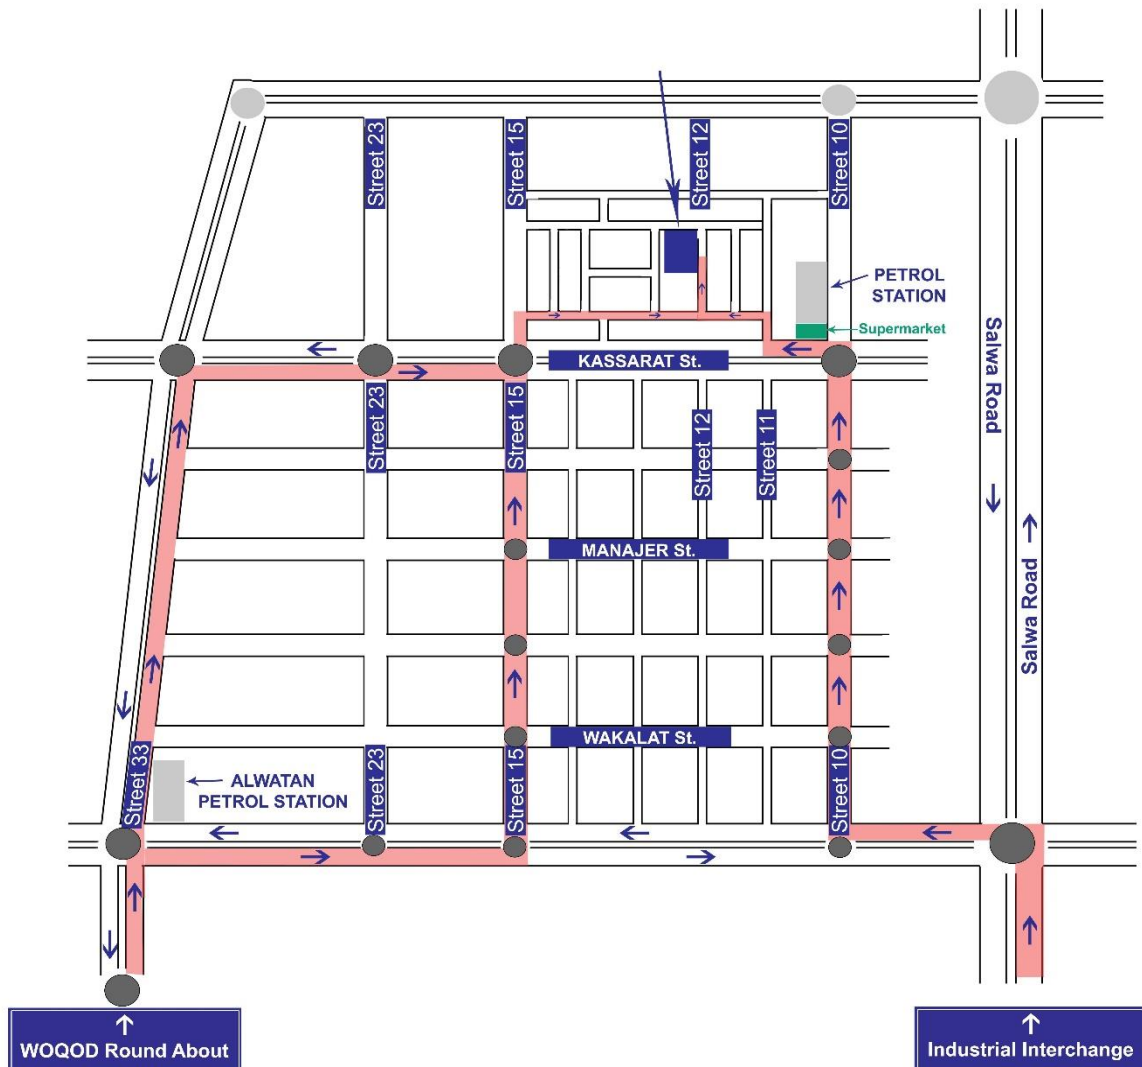 Street 23
Street 15
Street 12
Street 10
PETROL
STATION
Supermarket
Salwa Road
KASSARAT St.
Street 23
Street 15
Street 12
Street 11
MANAJER St.
Salwa Road
WAKALAT St.
Street 33
ALWATAN
PETROL STATION
Street 23
Street 15
Street 10
WOQOD Round About
Industrial Interchange